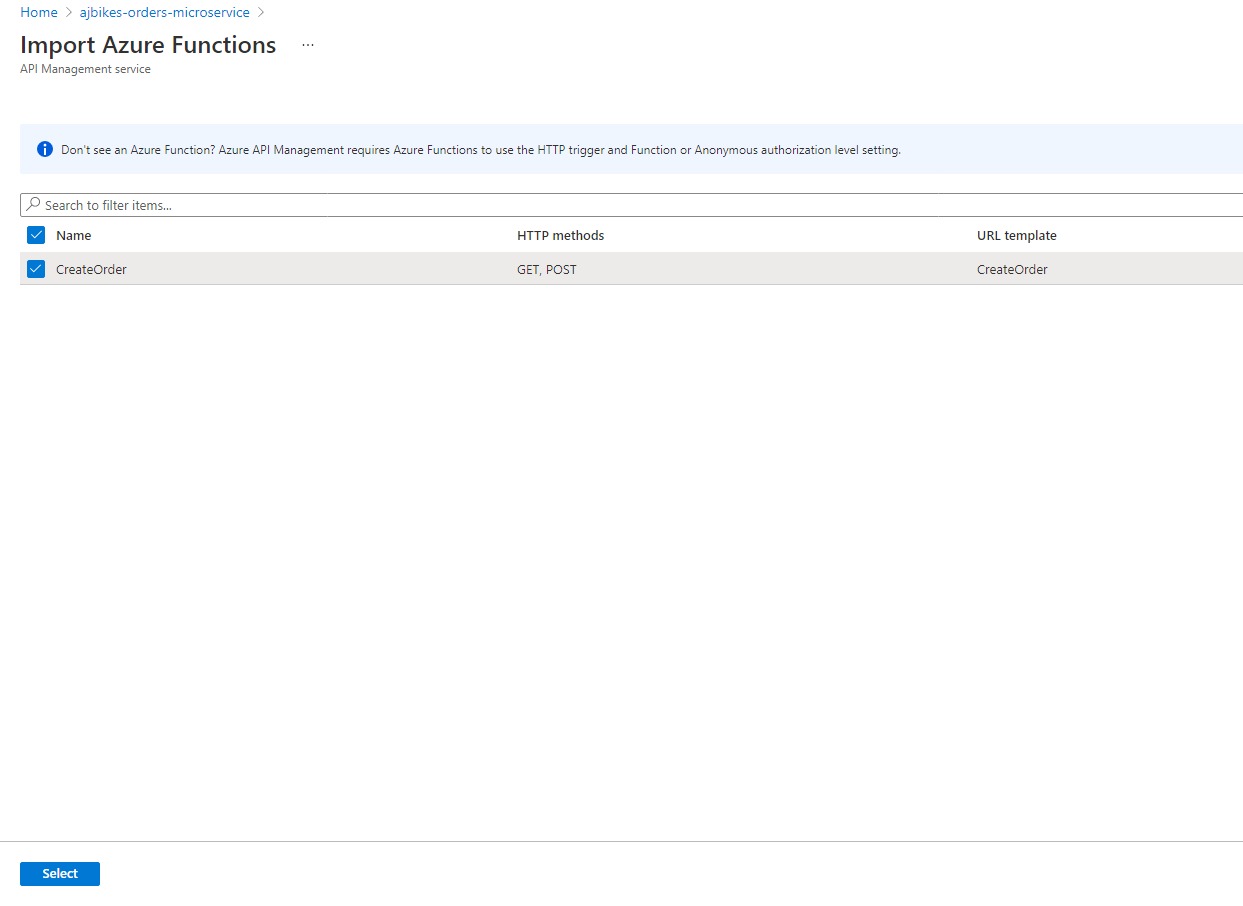 Home > ajbikes-orders-microservice >
Import Azure Functions ...
API Management service
Don't see an Azure Function? Azure API Management requires Azure Functions to use the HTTP trigger and Function or Anonymous authorization level setting.
Search to filter items...
Name HTTP methods URL template
CreateOrder GET, POST CreateOrder
Select